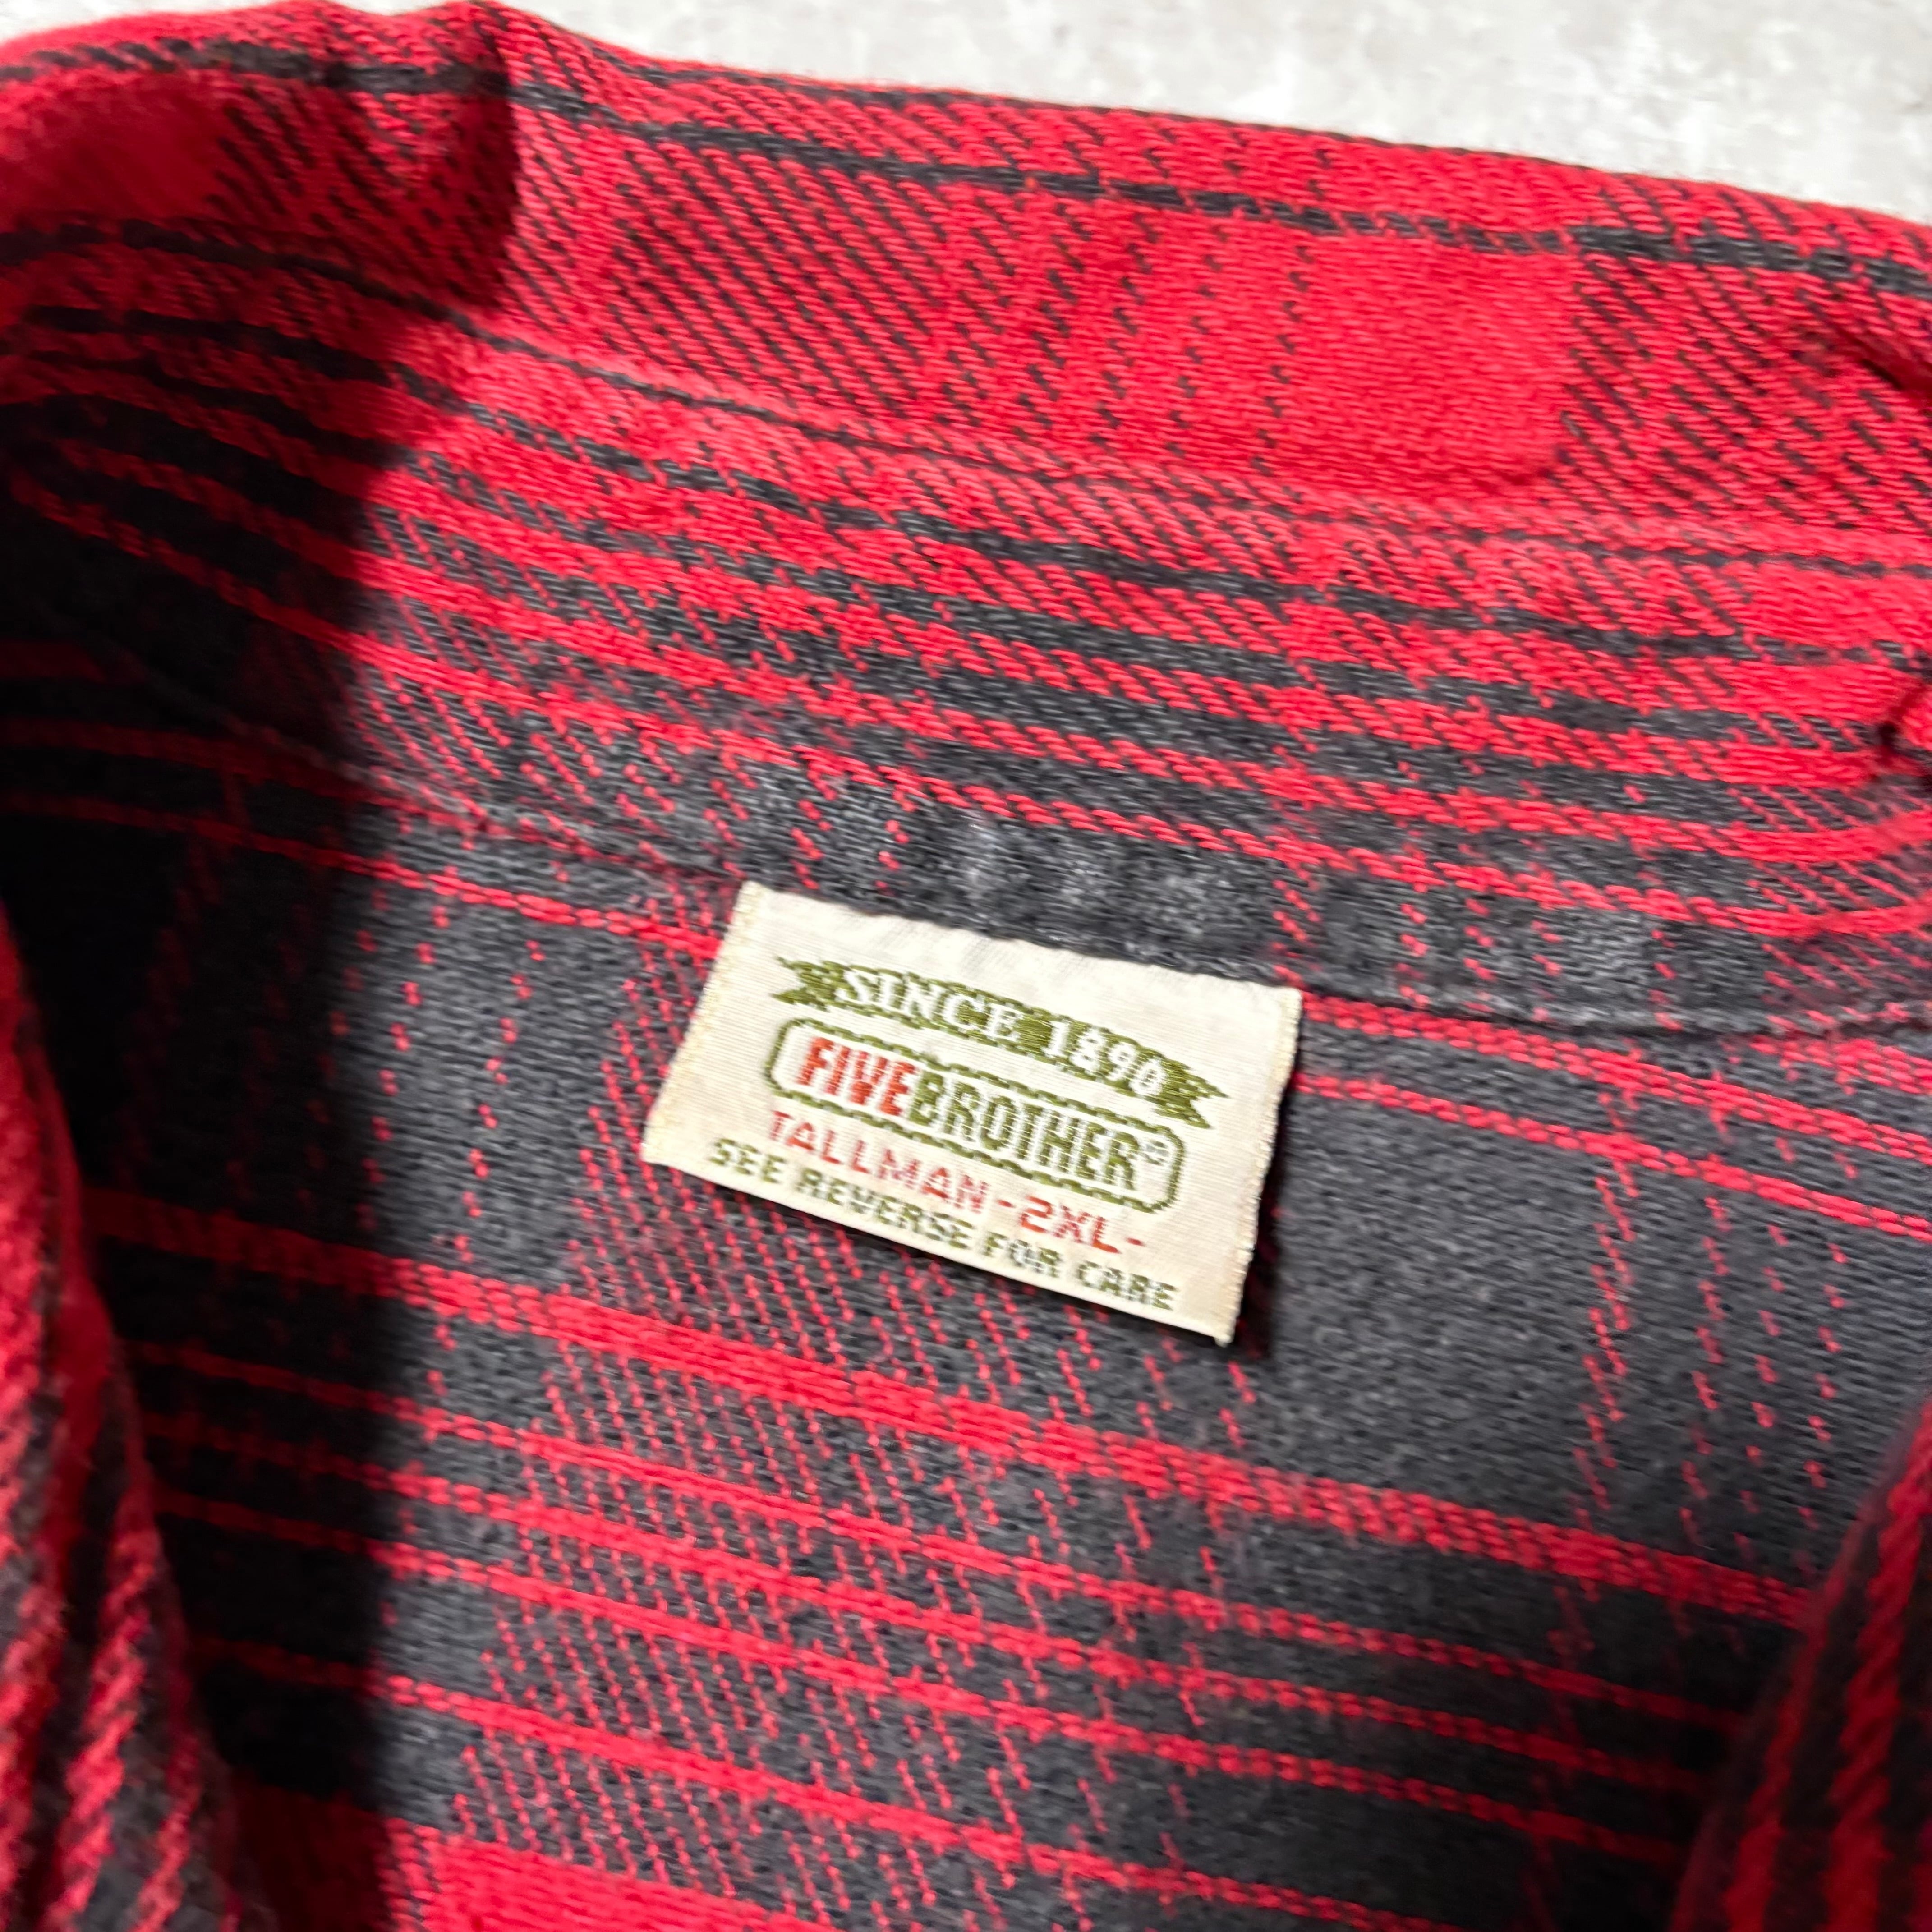 SINCE 1890
FIVEBROTHER®
TALLMAN -2XL-
SEE REVERSE FOR CARE